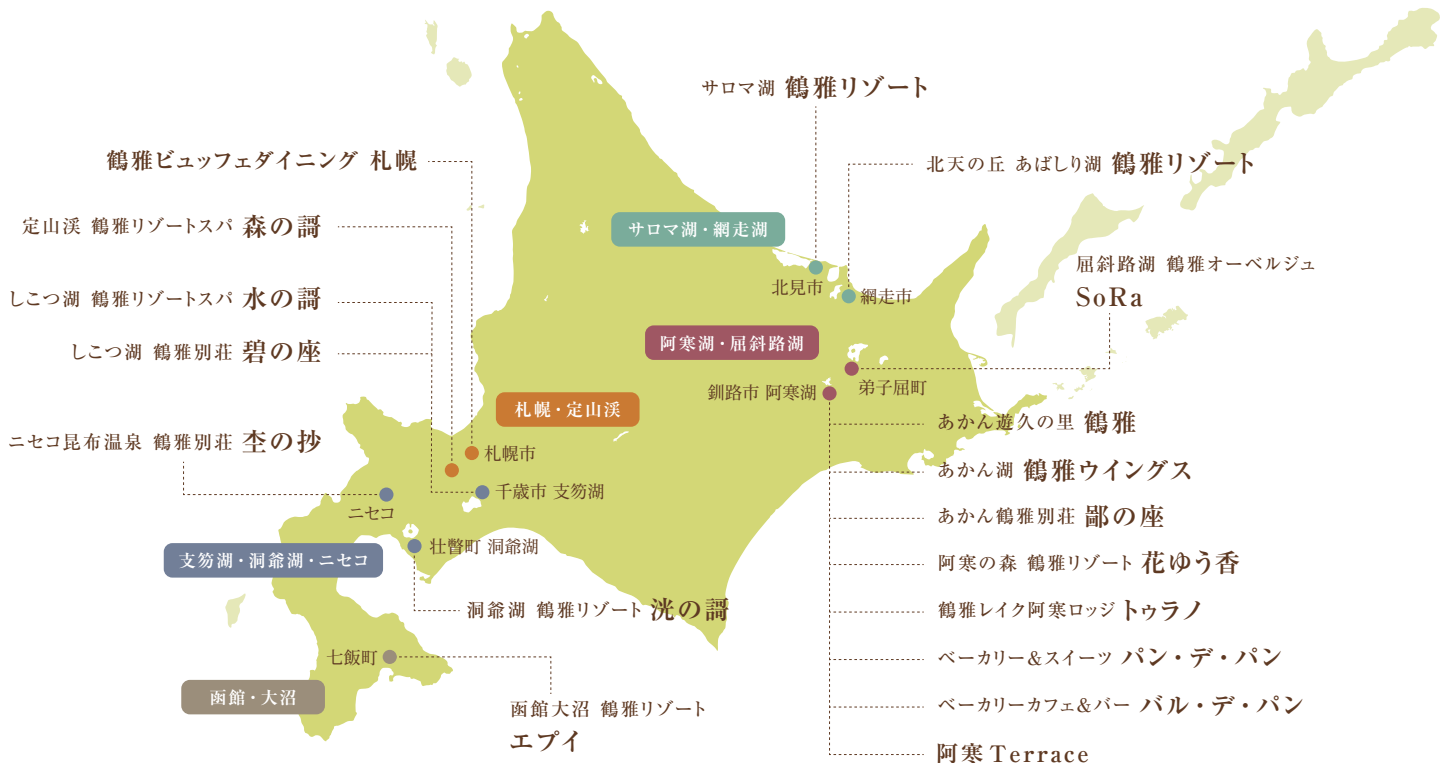 サロマ湖 鶴雅リゾート
鶴雅ビュッフェダイニング 札幌
北天の丘 あばしり湖 鶴雅リゾート
定山渓 鶴雅リゾートスパ 森の謌
サロマ湖・網走湖
屈斜路湖 鶴雅オーベルジュ
SoRa
北見市
網走市
しこつ湖 鶴雅リゾートスパ 水の謌
しこつ湖 鶴雅別荘 碧の座
阿寒湖・屈斜路湖
釧路市 阿寒湖
弟子屈町
札幌・定山渓
あかん遊久の里 鶴雅
ニセコ昆布温泉 鶴雅別荘 杢の抄
札幌市
あかん湖 鶴雅ウイングス
千歳市 支笏湖
ニセコ
あかん鶴雅別荘 鄙の座
壮瞥町 洞爺湖
支笏湖・洞爺湖・ニセコ
阿寒の森 鶴雅リゾート 花ゆう香
洞爺湖 鶴雅リゾート 洸の謌
鶴雅レイク阿寒ロッジ トゥラノ
七飯町
ベーカリー&スイーツ パン・デ・パン
函館・大沼
函館大沼 鶴雅リゾート
エプイ
ベーカリーカフェ&バー バル・デ・パン
阿寒 Terrace